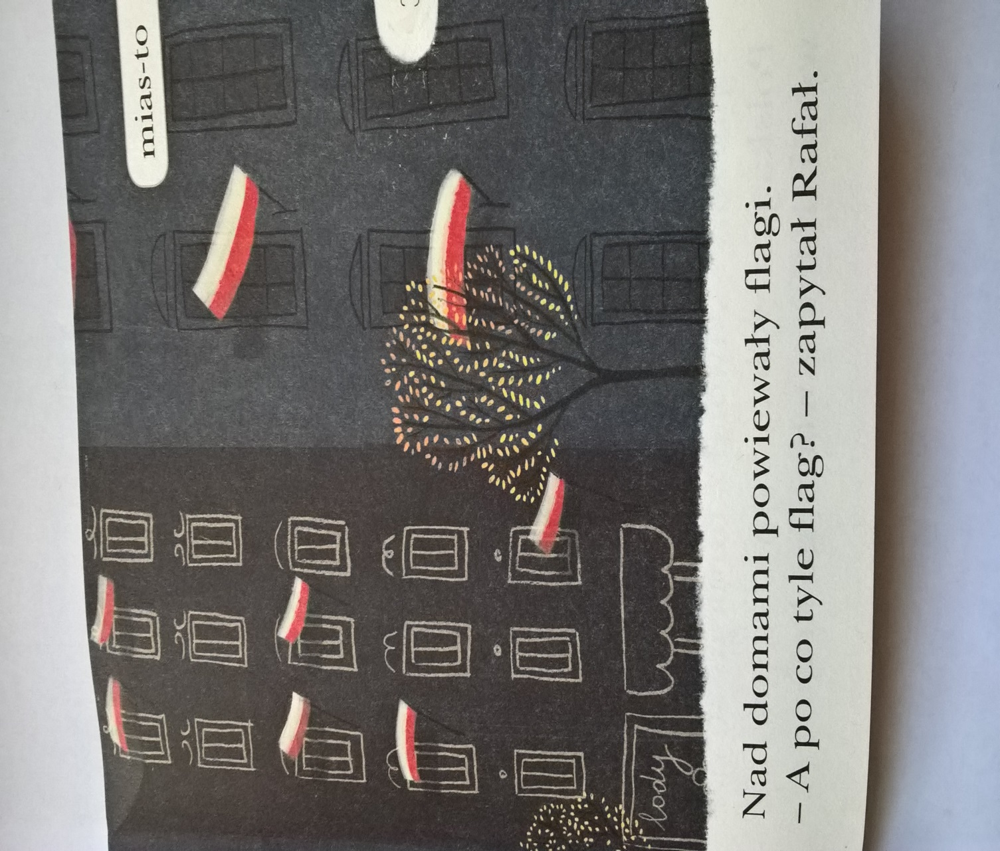 mias-to
lody
Nad domami powiewały flagi.
– A po co tyle flag? – zapytał Rafał.